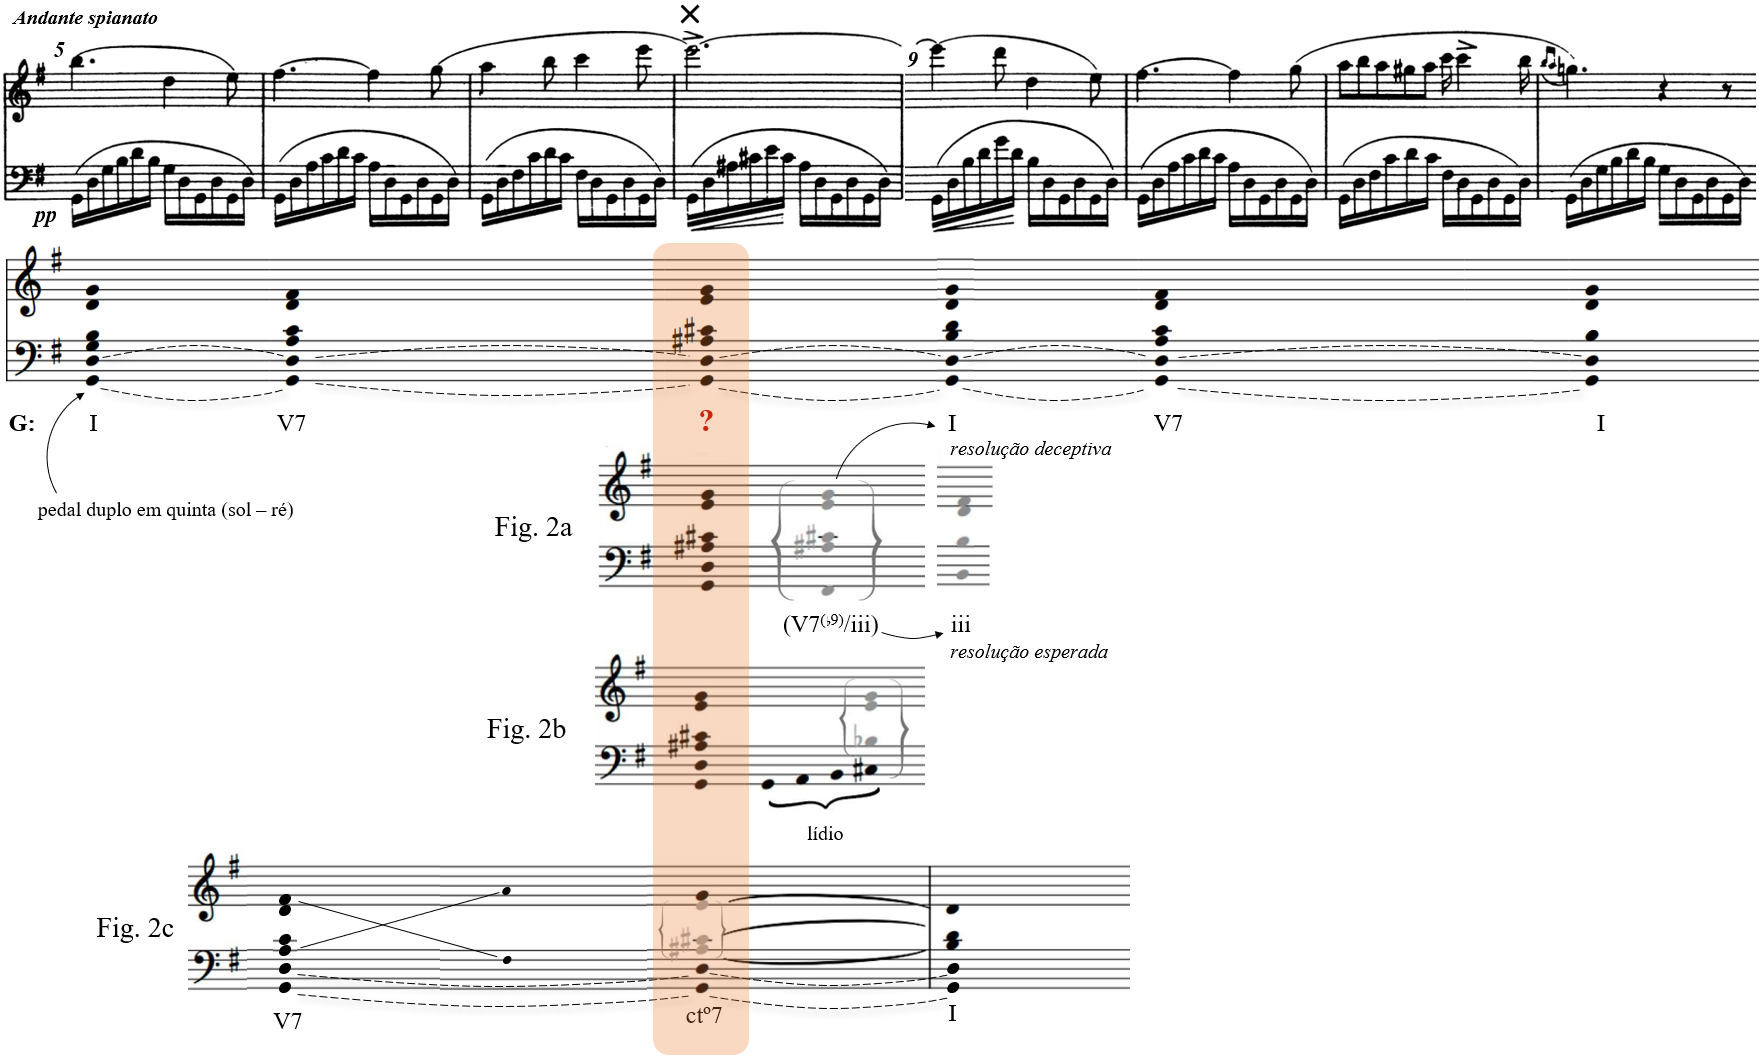 Andante spianato
5
9
pp
G: I V7 ? I V7 I
resolução deceptiva
pedal duplo em quinta (sol – ré)
Fig. 2a
(V7(♭9)/iii) iii
resolução esperada
Fig. 2b
lídio
Fig. 2c
V7 ctº7 I